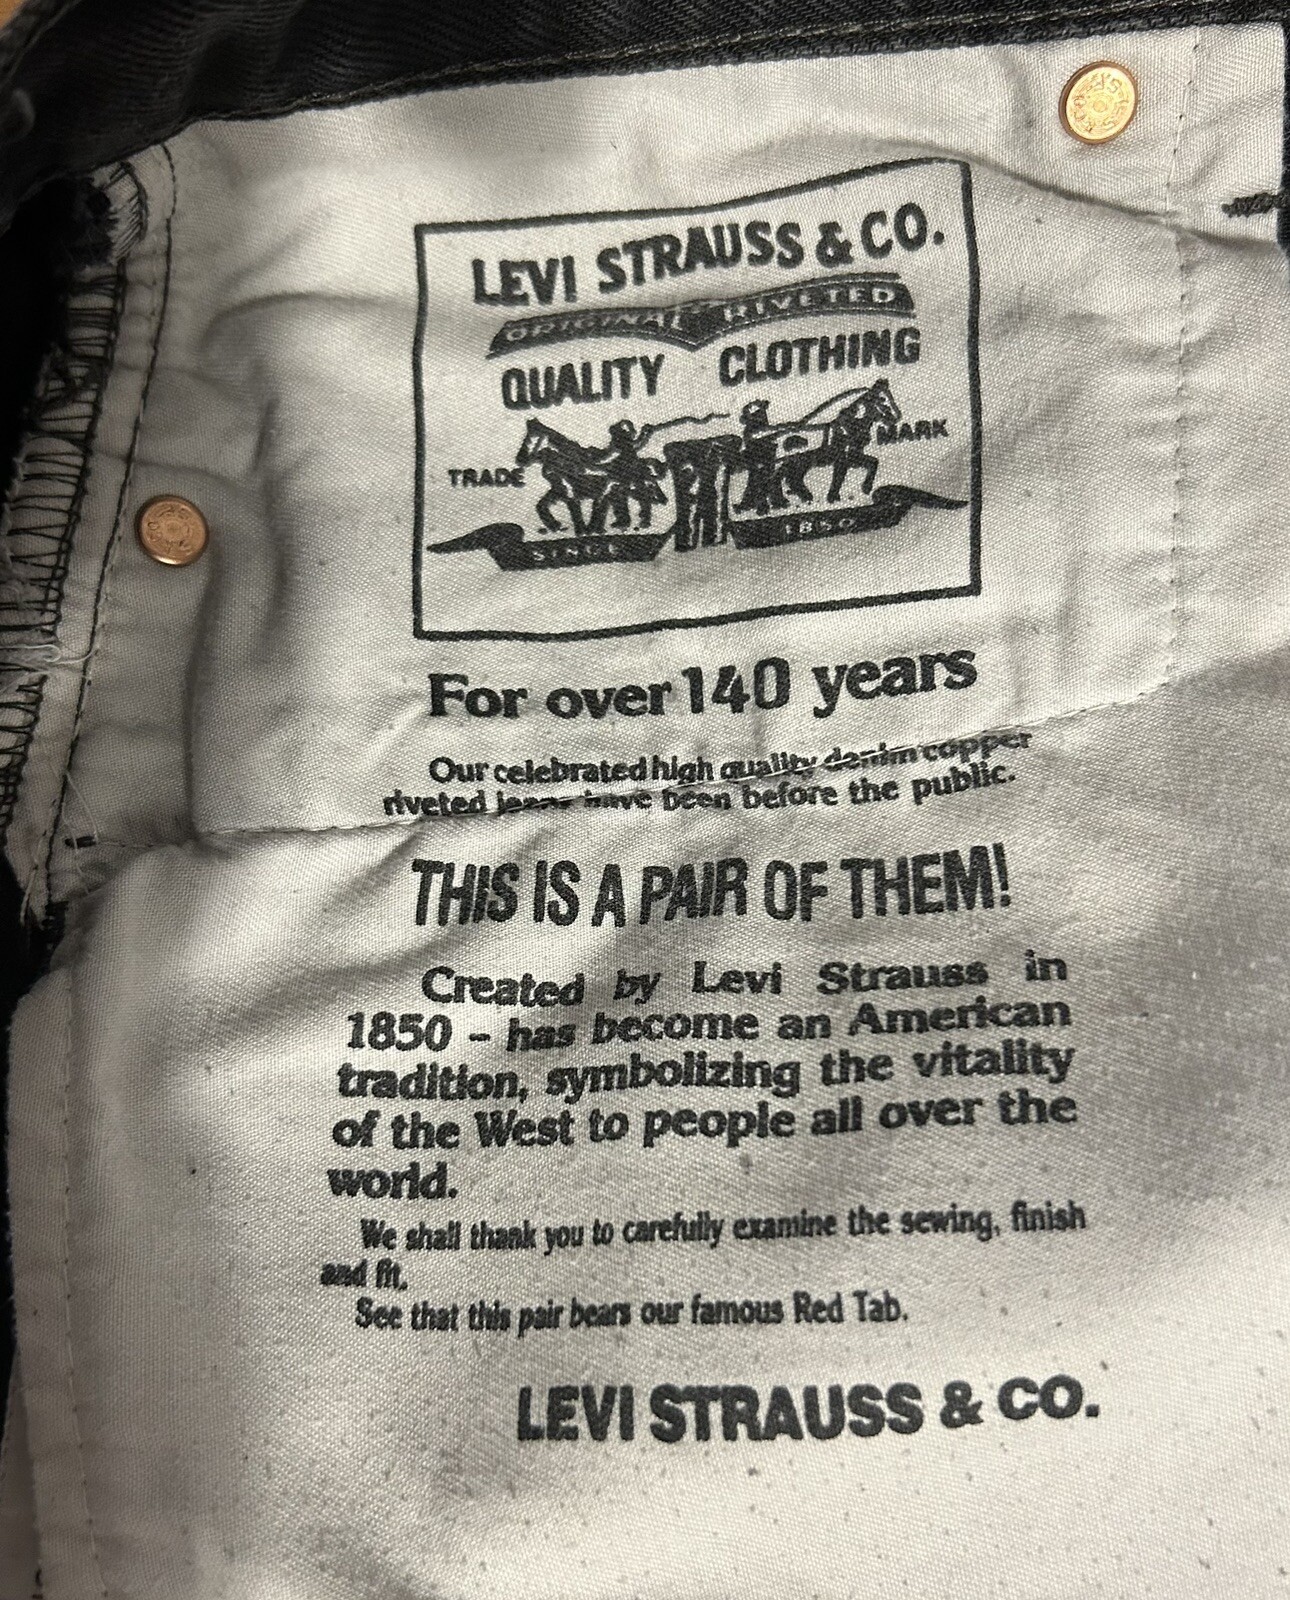 LEVI STRAUSS & CO.
ORIGINAL RIVETED
QUALITY CLOTHING
TRADE MARK
SINCE 1850
For over 140 years
Our celebrated high quality denim copper
riveted jeans have been before the public.
THIS IS A PAIR OF THEM!
Created by Levi Strauss in
1850 - has become an American
tradition, symbolizing the vitality
of the West to people all over the
world.
We shall thank you to carefully examine the sewing, finish
and fit.
See that this pair bears our famous Red Tab.
LEVI STRAUSS & CO.